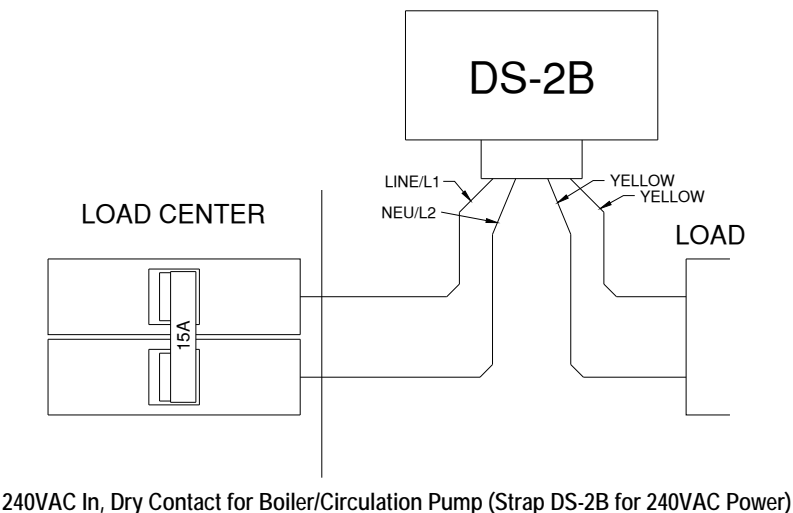 DS-2B
LINE/L1
NEU/L2
YELLOW
YELLOW
LOAD CENTER
LOAD
15A
240VAC In, Dry Contact for Boiler/Circulation Pump (Strap DS-2B for 240VAC Power)